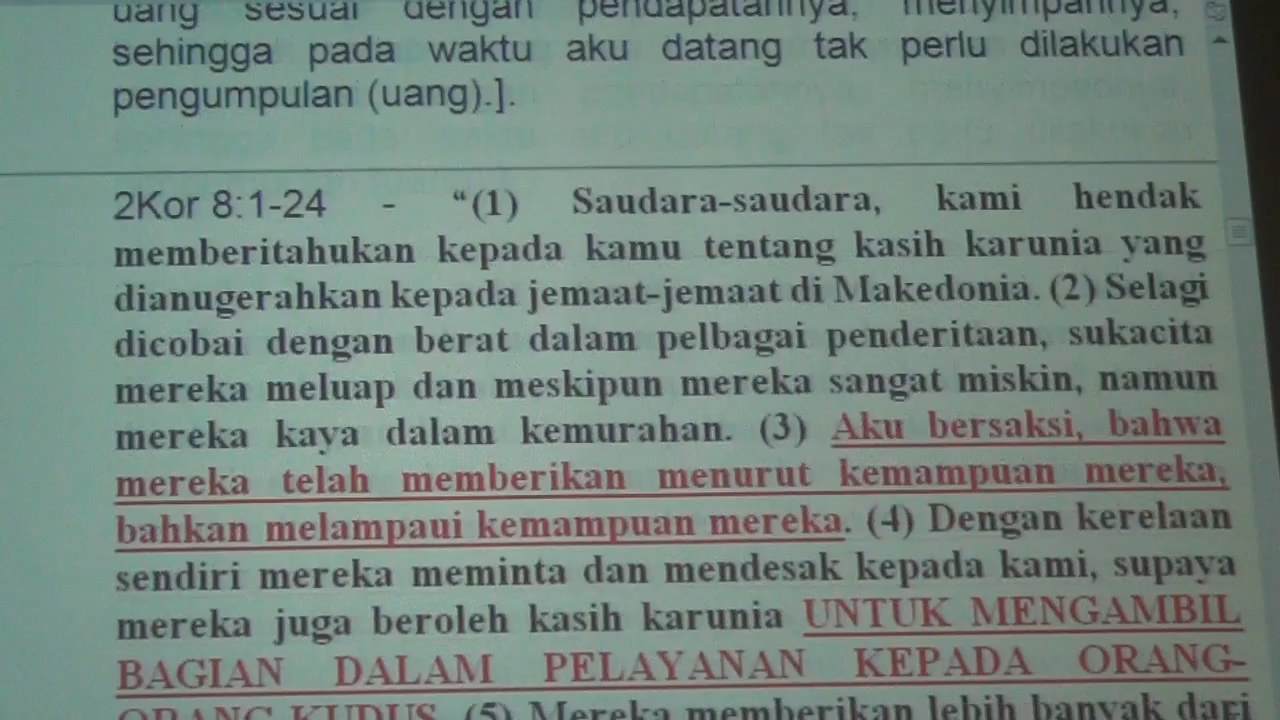 uang sesuai dengan pendapatannya, menyimpannya,
sehingga pada waktu aku datang tak perlu dilakukan
pengumpulan (uang).].
2Kor 8:1-24 - “(1) Saudara-saudara, kami hendak
memberitahukan kepada kamu tentang kasih karunia yang
dianugerahkan kepada jemaat-jemaat di Makedonia. (2) Selagi
dicobai dengan berat dalam pelbagai penderitaan, sukacita
mereka meluap dan meskipun mereka sangat miskin, namun
mereka kaya dalam kemurahan. (3) Aku bersaksi, bahwa
mereka telah memberikan menurut kemampuan mereka,
bahkan melampaui kemampuan mereka. (4) Dengan kerelaan
sendiri mereka meminta dan mendesak kepada kami, supaya
mereka juga beroleh kasih karunia UNTUK MENGAMBIL
BAGIAN DALAM PELAYANAN KEPADA ORANG-
ORANG KUDUS. (5) Mereka memberikan lebih banyak dari